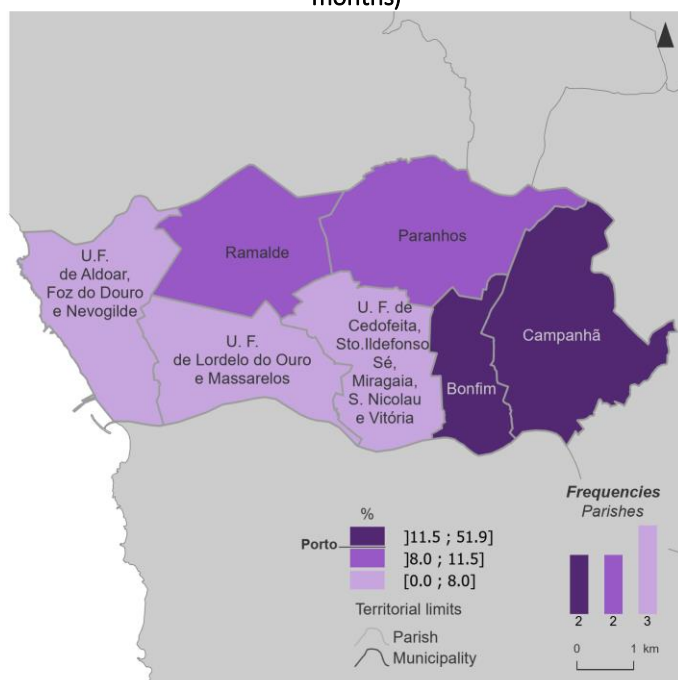 months)
U.F.
de Aldoar,
Foz do Douro
e Nevogilde
Ramalde
Paranhos
U. F.
de Lordelo do Ouro
e Massarelos
U. F. de
Cedofeita,
Sto.Ildefonso
Sé,
Miragaia,
S. Nicolau
e Vitória
Bonfim
Campanhã
%
Porto
]11.5 ; 51.9]
]8.0 ; 11.5]
[0.0 ; 8.0]
Territorial limits
Parish
Municipality
Frequencies
Parishes
2 2 3
0 1 km